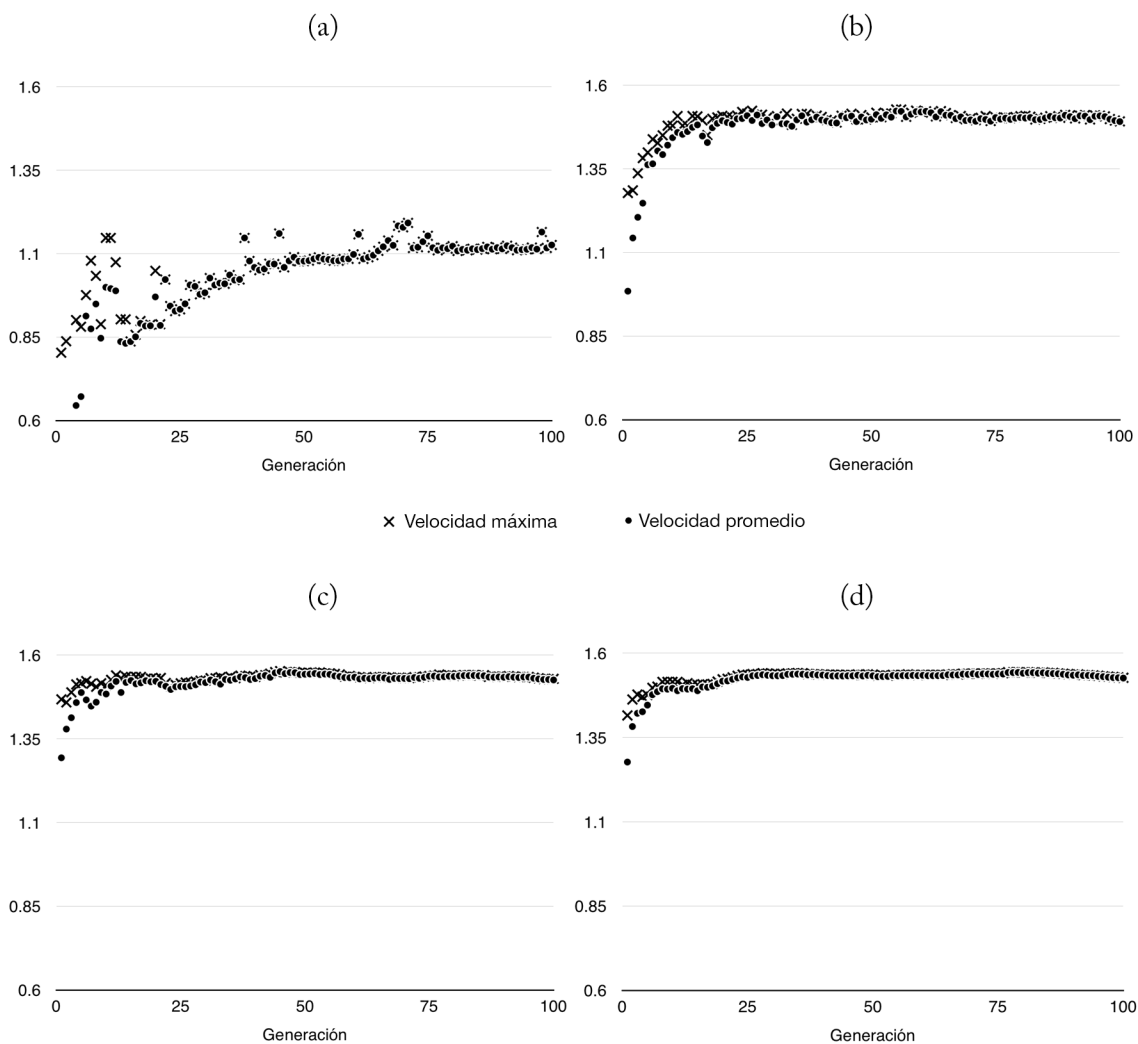 (a) (b)
1.6 1.6
1.35 1.35
1.1 1.1
0.85 0.85
0.6 0.6
0 25 50 75 100 0 25 50 75 100
Generación Generación
Velocidad máxima Velocidad promedio
(c) (d)
1.6 1.6
1.35 1.35
1.1 1.1
0.85 0.85
0.6 0.6
0 25 50 75 100 0 25 50 75 100
Generación Generación